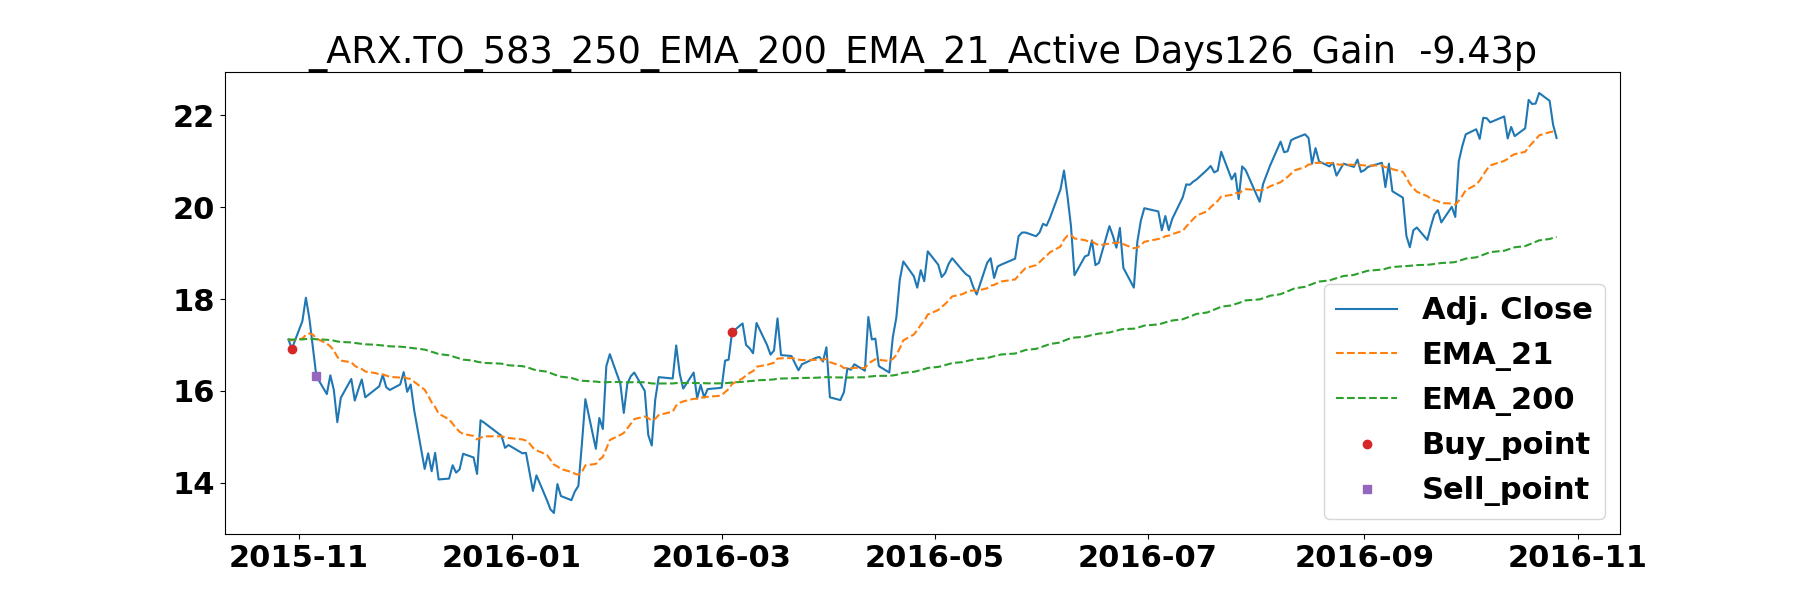 _ARX.TO_583_250_EMA_200_EMA_21_Active Days126_Gain  -9.43p
22
20
18
16
14
Adj. Close
EMA_21
EMA_200
Buy_point
Sell_point
2015-11
2016-01
2016-03
2016-05
2016-07
2016-09
2016-11